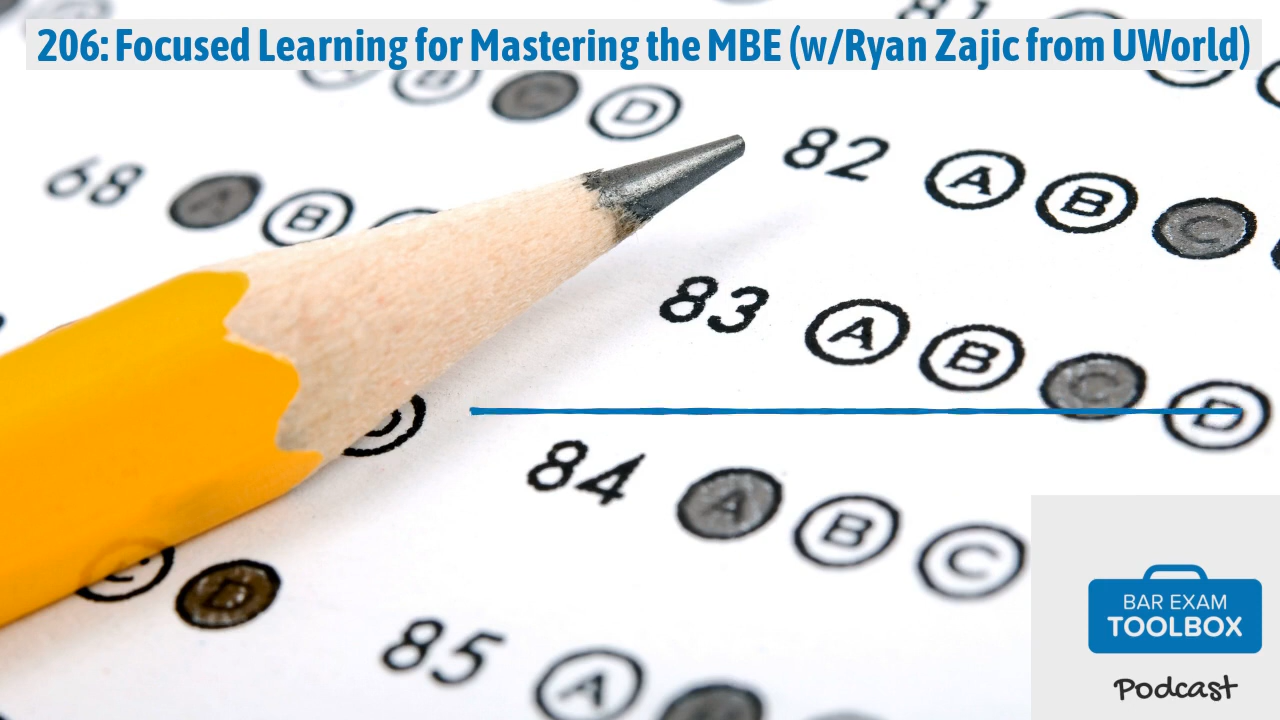 206: Focused Learning for Mastering the MBE (w/Ryan Zajic from UWorld)
81
B C D
82 A B C
68 A B
83 A B C D
84 A B C
D
85 A
BAR EXAM
TOOLBOX
Podcast